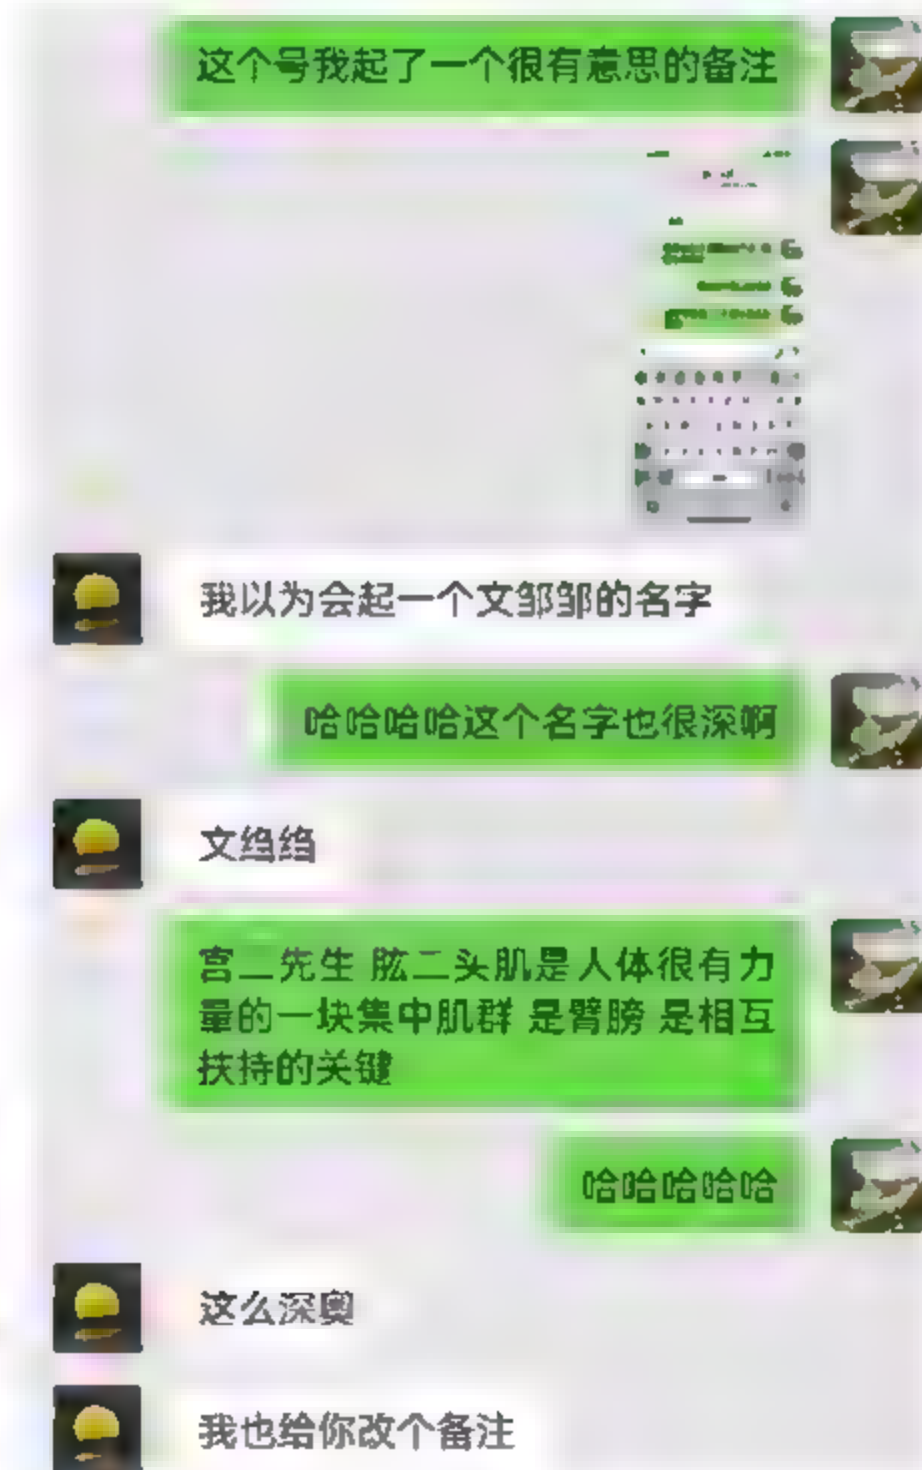 这个号我起了一个很有意思的备注
我以为会起一个文邹邹的名字
哈哈哈哈这个名字也很深啊
文绉绉
宫二先生 肱二头肌是人体很有力
量的一块集中肌群 是臂膀 是相互
扶持的关键
哈哈哈哈哈
这么深奥
我也给你改个备注